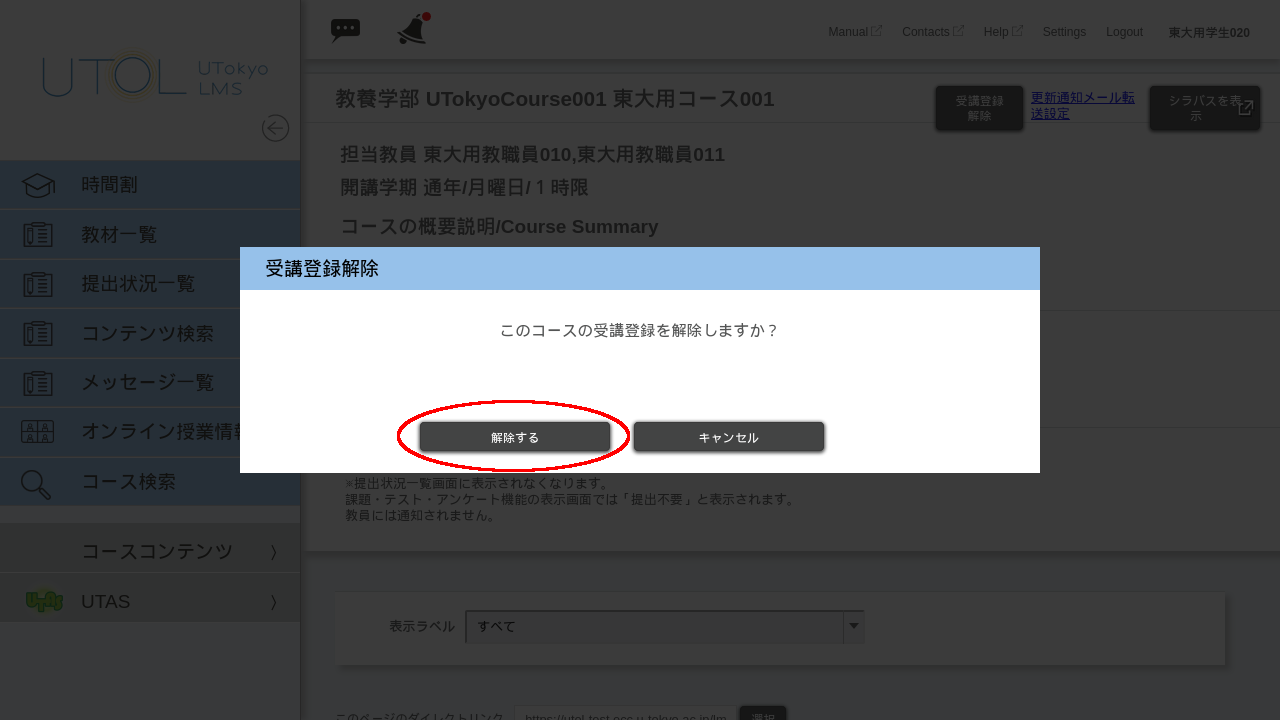 UTOL UTokyo LMS
Manual Contacts Help Settings Logout 東大用学生020
教養学部 UTokyoCourse001 東大用コース001
受講登録
解除
更新通知メール転
送設定
シラバスを表
示
担当教員 東大用教職員010,東大用教職員011
開講学期 通年/月曜日/１時限
コースの概要説明/Course Summary
時間割
教材一覧
提出状況一覧
コンテンツ検索
メッセージ一覧
オンライン授業情報
コース検索
コースコンテンツ 〉
UTAS UTAS 〉
受講登録解除
このコースの受講登録を解除しますか？
解除する キャンセル
※提出状況一覧画面に表示されなくなります。
課題・テスト・アンケート機能の表示画面では「提出不要」と表示されます。
教員には通知されません。
表示ラベル すべて
このページのダイレクトリンク https://utol-test.ecc.u-tokyo.ac.jp/lm 選択